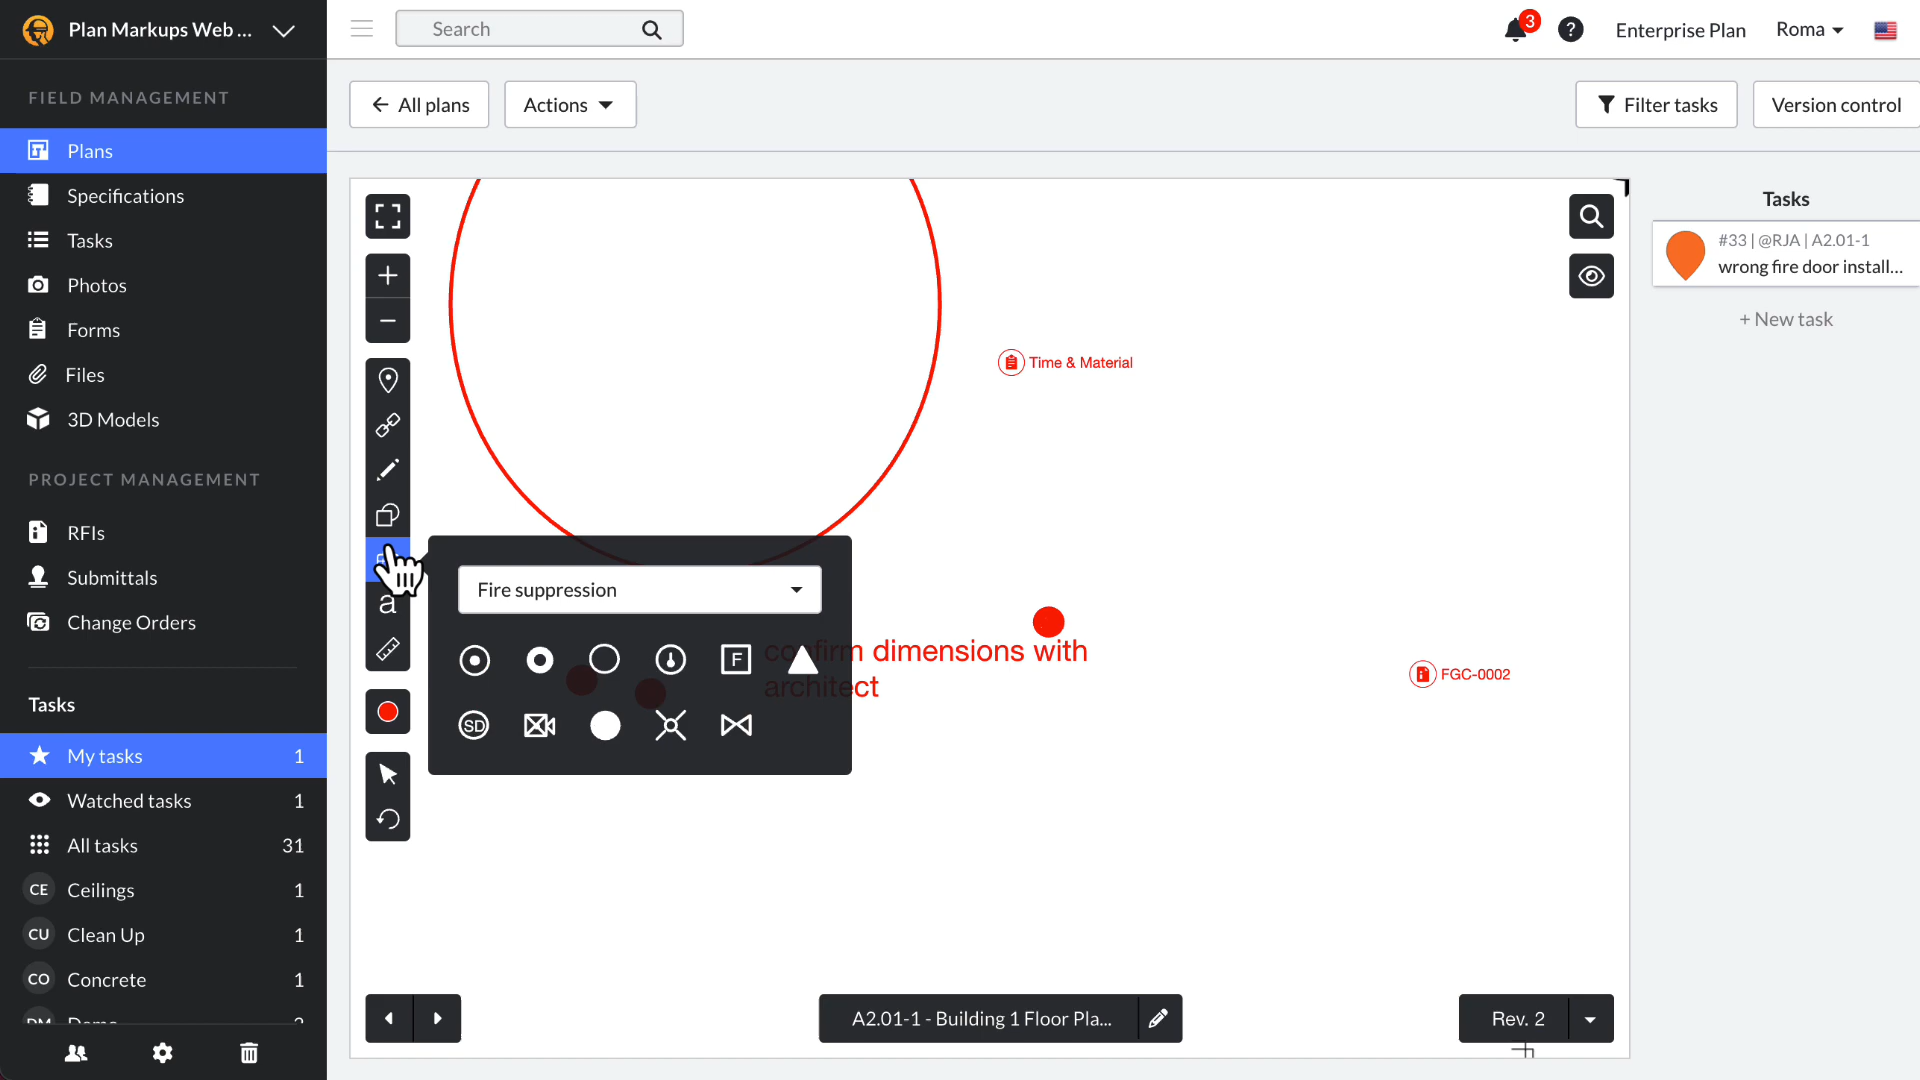 Plan Markups Web ...
Search
3
?
Enterprise Plan
Roma
FIELD MANAGEMENT
All plans
Actions
Filter tasks
Version control
Plans
Specifications
Tasks
Photos
Forms
Files
3D Models
PROJECT MANAGEMENT
RFIs
Submittals
Change Orders
Tasks
My tasks 1
Watched tasks 1
All tasks 31
CE Ceilings 1
CU Clean Up 1
CO Concrete 1
a
Fire suppression
F
SD
Time & Material
dimensions with
architect
FGC-0002
A2.01-1 - Building 1 Floor Pla...
Rev. 2
Tasks
#33 | @RJA | A2.01-1
wrong fire door install...
+ New task